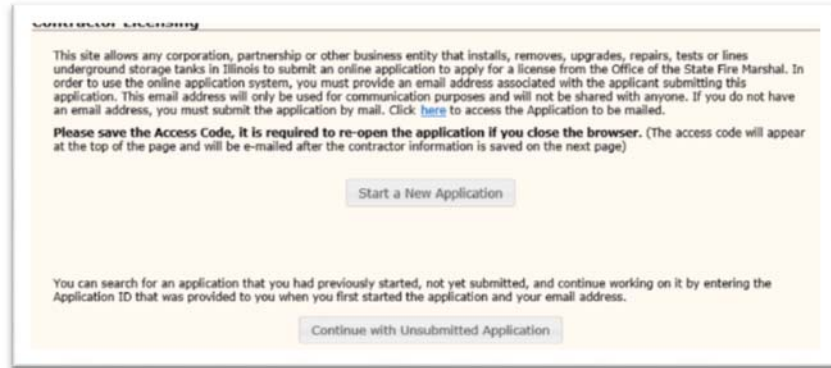 Contractor Licensing
This site allows any corporation, partnership or other business entity that installs, removes, upgrades, repairs, tests or lines
underground storage tanks in Illinois to submit an online application to apply for a license from the Office of the State Fire Marshal. In
order to use the online application system, you must provide an email address associated with the applicant submitting this
application. This email address will only be used for communication purposes and will not be shared with anyone. If you do not have
an email address, you must submit the application by mail. Click here to access the Application to be mailed.
Please save the Access Code, it is required to re-open the application if you close the browser. (The access code will appear
at the top of the page and will be e-mailed after the contractor information is saved on the next page)
Start a New Application
You can search for an application that you had previously started, not yet submitted, and continue working on it by entering the
Application ID that was provided to you when you first started the application and your email address.
Continue with Unsubmitted Application